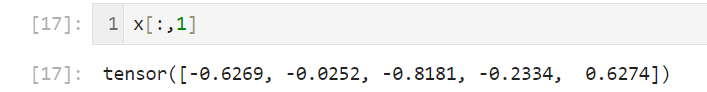 [17]: 1 x[:,1]
[17]: tensor([-0.6269, -0.0252, -0.8181, -0.2334,  0.6274])